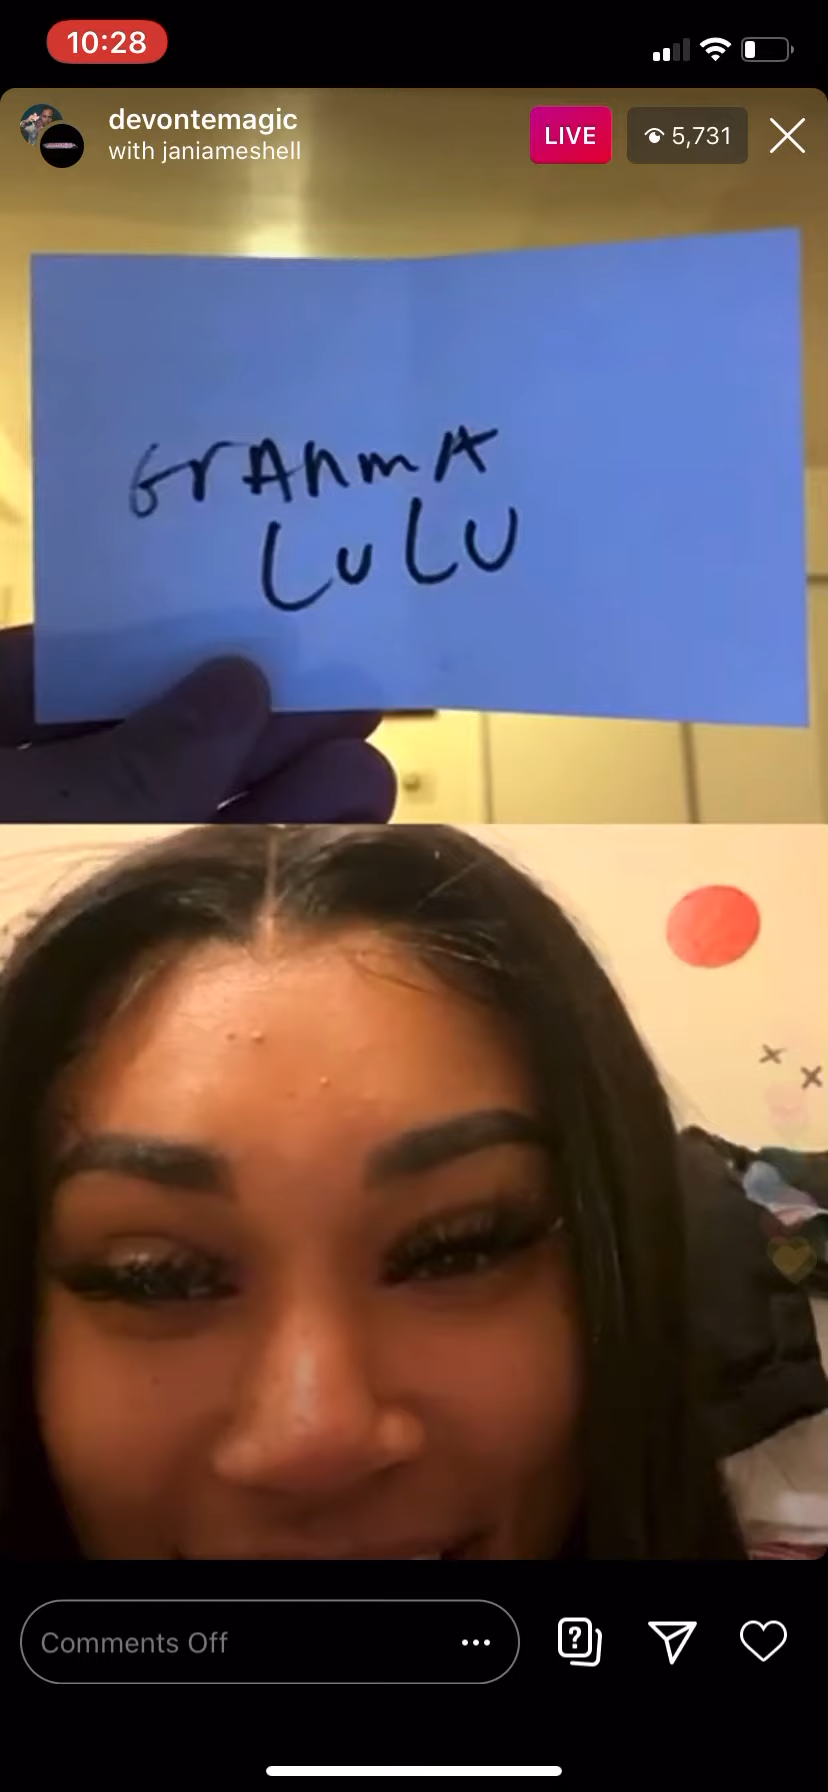 10:28
devontemagic
with janiameshell
LIVE
5,731
GrAnmA
LuLU
Comments Off